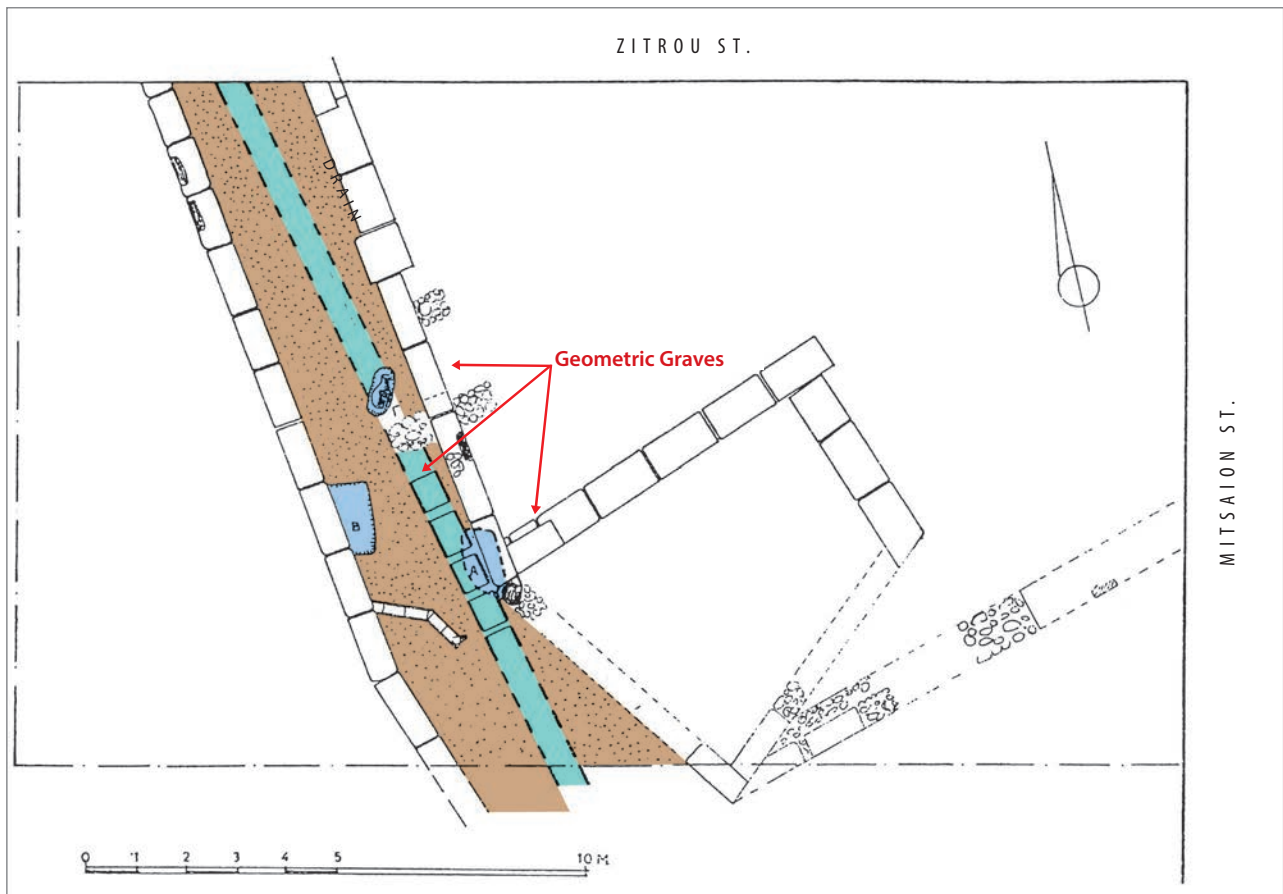 ZITROU ST.
DRAIN
Geometric Graves
MITSAION ST.
B
A
0 1 2 3 4 5 10 M